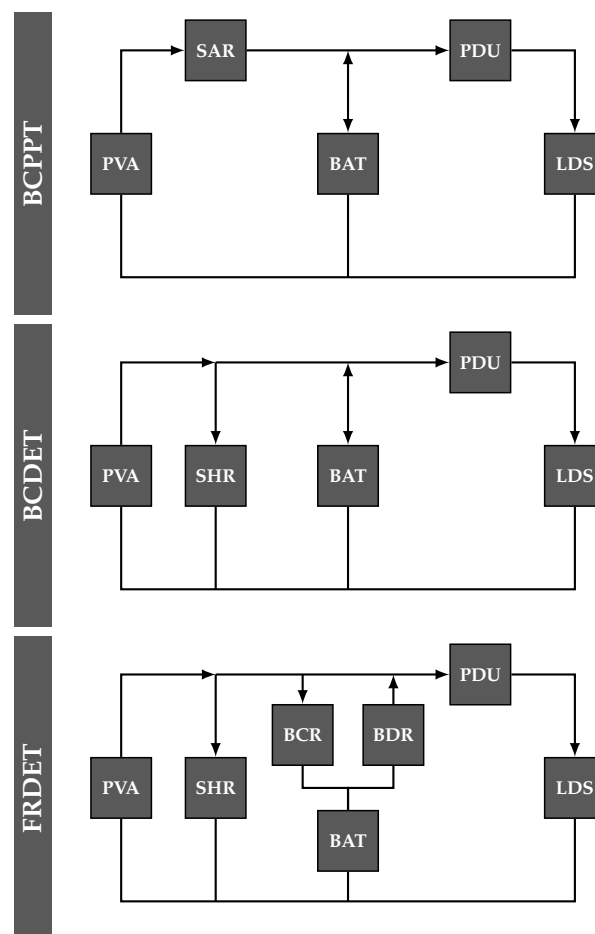 BCPPT
SAR
PDU
PVA
BAT
LDS
BCDET
PDU
PVA
SHR
BAT
LDS
FRDET
PDU
BCR
BDR
PVA
SHR
LDS
BAT